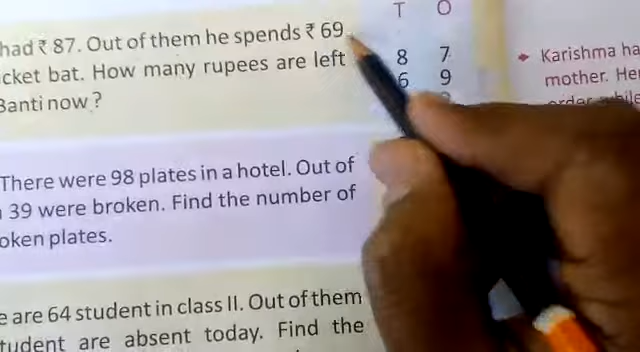 T O
had ₹ 87. Out of them he spends ₹ 69
cket bat. How many rupees are left
Banti now ?
8 7
6 9
Karishma ha
mother. He
There were 98 plates in a hotel. Out of
39 were broken. Find the number of
oken plates.
e are 64 student in class II. Out of them
tudent are absent today. Find the